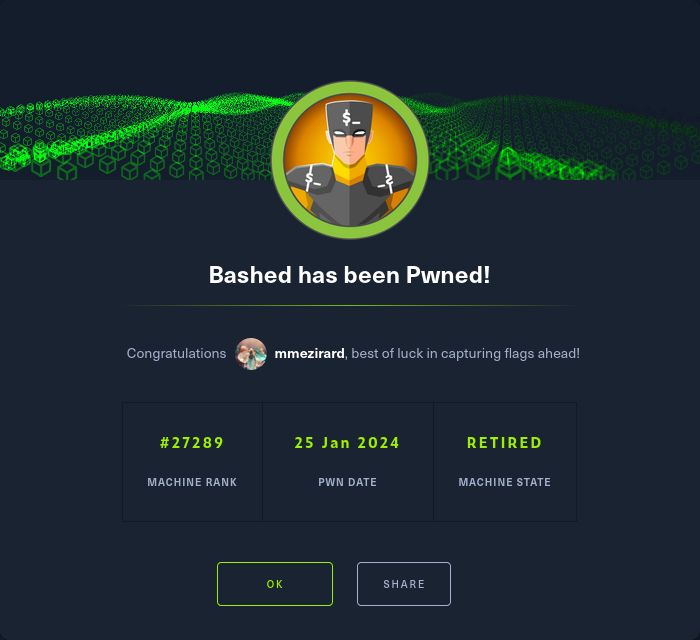 $_
$_
$_
Bashed has been Pwned!
Congratulations mmezirard, best of luck in capturing flags ahead!
#27289 25 Jan 2024 RETIRED
MACHINE RANK PWN DATE MACHINE STATE
OK SHARE